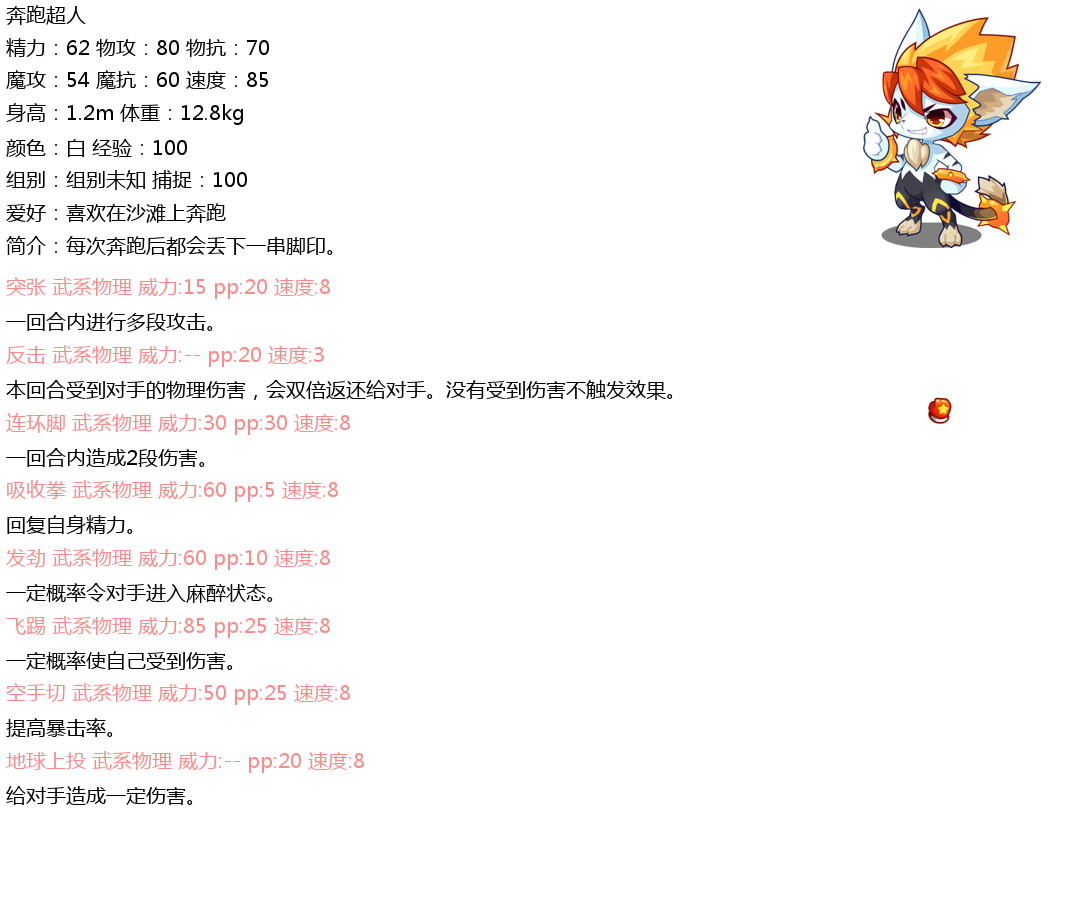 奔跑超人
精力：62 物攻：80 物抗：70
魔攻：54 魔抗：60 速度：85
身高：1.2m 体重：12.8kg
颜色：白 经验：100
组别：组别未知 捕捉：100
爱好：喜欢在沙滩上奔跑
简介：每次奔跑后都会丢下一串脚印。
突张 武系物理 威力:15 pp:20 速度:8
一回合内进行多段攻击。
反击 武系物理 威力:-- pp:20 速度:3
本回合受到对手的物理伤害，会双倍返还给对手。没有受到伤害不触发效果。
连环脚 武系物理 威力:30 pp:30 速度:8
一回合内造成2段伤害。
吸收拳 武系物理 威力:60 pp:5 速度:8
回复自身精力。
发劲 武系物理 威力:60 pp:10 速度:8
一定概率令对手进入麻醉状态。
飞踢 武系物理 威力:85 pp:25 速度:8
一定概率使自己受到伤害。
空手切 武系物理 威力:50 pp:25 速度:8
提高暴击率。
地球上投 武系物理 威力:-- pp:20 速度:8
给对手造成一定伤害。